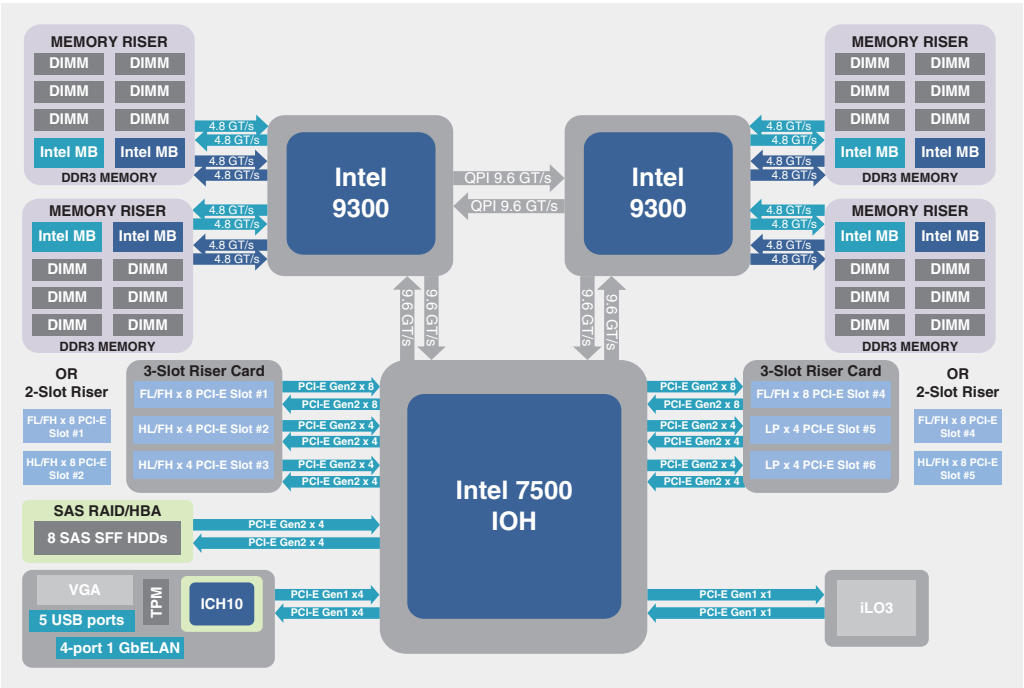 MEMORY RISER
DIMM DIMM
DIMM DIMM
DIMM DIMM
Intel MB Intel MB
DDR3 MEMORY
4.8 GT/s
4.8 GT/s
4.8 GT/s
4.8 GT/s
MEMORY RISER
Intel MB Intel MB
DIMM DIMM
DIMM DIMM
DIMM DIMM
DDR3 MEMORY
4.8 GT/s
4.8 GT/s
4.8 GT/s
4.8 GT/s
Intel
9300
QPI 9.6 GT/s
QPI 9.6 GT/s
Intel
9300
MEMORY RISER
DIMM DIMM
DIMM DIMM
DIMM DIMM
Intel MB Intel MB
DDR3 MEMORY
4.8 GT/s
4.8 GT/s
4.8 GT/s
4.8 GT/s
MEMORY RISER
Intel MB Intel MB
DIMM DIMM
DIMM DIMM
DIMM DIMM
DDR3 MEMORY
4.8 GT/s
4.8 GT/s
4.8 GT/s
4.8 GT/s
9.6 GT/s
9.6 GT/s
9.6 GT/s
9.6 GT/s
OR
2-Slot Riser
FL/FH x 8 PCI-E
Slot #1
HL/FH x 8 PCI-E
Slot #2
3-Slot Riser Card
FL/FH x 8 PCI-E Slot #1
HL/FH x 4 PCI-E Slot #2
HL/FH x 4 PCI-E Slot #3
PCI-E Gen2 x 8
PCI-E Gen2 x 8
PCI-E Gen2 x 4
PCI-E Gen2 x 4
PCI-E Gen2 x 4
PCI-E Gen2 x 4
Intel 7500
IOH
PCI-E Gen2 x 8
PCI-E Gen2 x 8
PCI-E Gen2 x 4
PCI-E Gen2 x 4
PCI-E Gen2 x 4
PCI-E Gen2 x 4
3-Slot Riser Card
FL/FH x 8 PCI-E Slot #4
LP x 4 PCI-E Slot #5
LP x 4 PCI-E Slot #6
OR
2-Slot Riser
FL/FH x 8 PCI-E
Slot #4
HL/FH x 8 PCI-E
Slot #5
SAS RAID/HBA
8 SAS SFF HDDs
PCI-E Gen2 x 4
PCI-E Gen2 x 4
VGA
5 USB ports
TPM
ICH10
4-port 1 GbELAN
PCI-E Gen1 x4
PCI-E Gen1 x4
PCI-E Gen1 x1
PCI-E Gen1 x1
iLO3